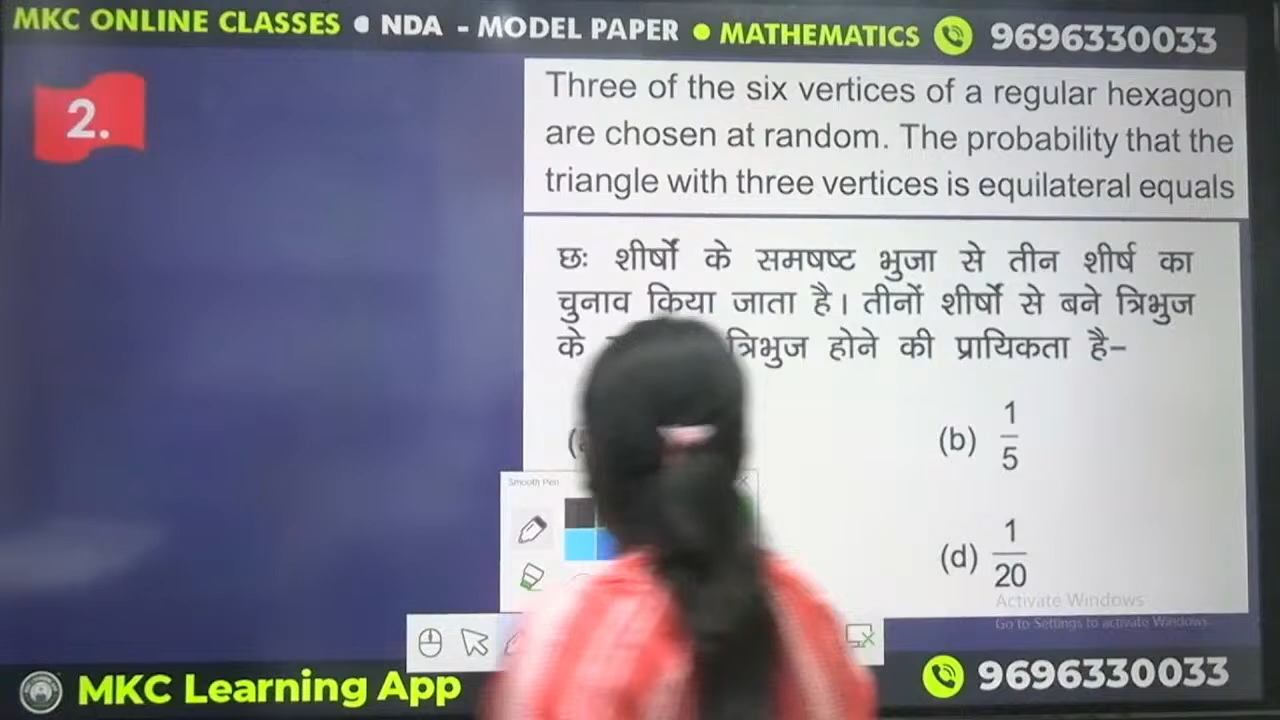 MKC ONLINE CLASSES ● NDA - MODEL PAPER ● MATHEMATICS 9696330033
2.
Three of the six vertices of a regular hexagon
are chosen at random. The probability that the
triangle with three vertices is equilateral equals
छः शीर्षों के समषष्ट भुजा से तीन शीर्ष का
चुनाव किया जाता है। तीनों शीर्षों से बने त्रिभुज
के त्रिभुज होने की प्रायिकता है–
(b) 1/5
Smooth Pen
(d) 1/20
Activate Windows
Go to Settings to activate Windows.
MKC Learning App 9696330033